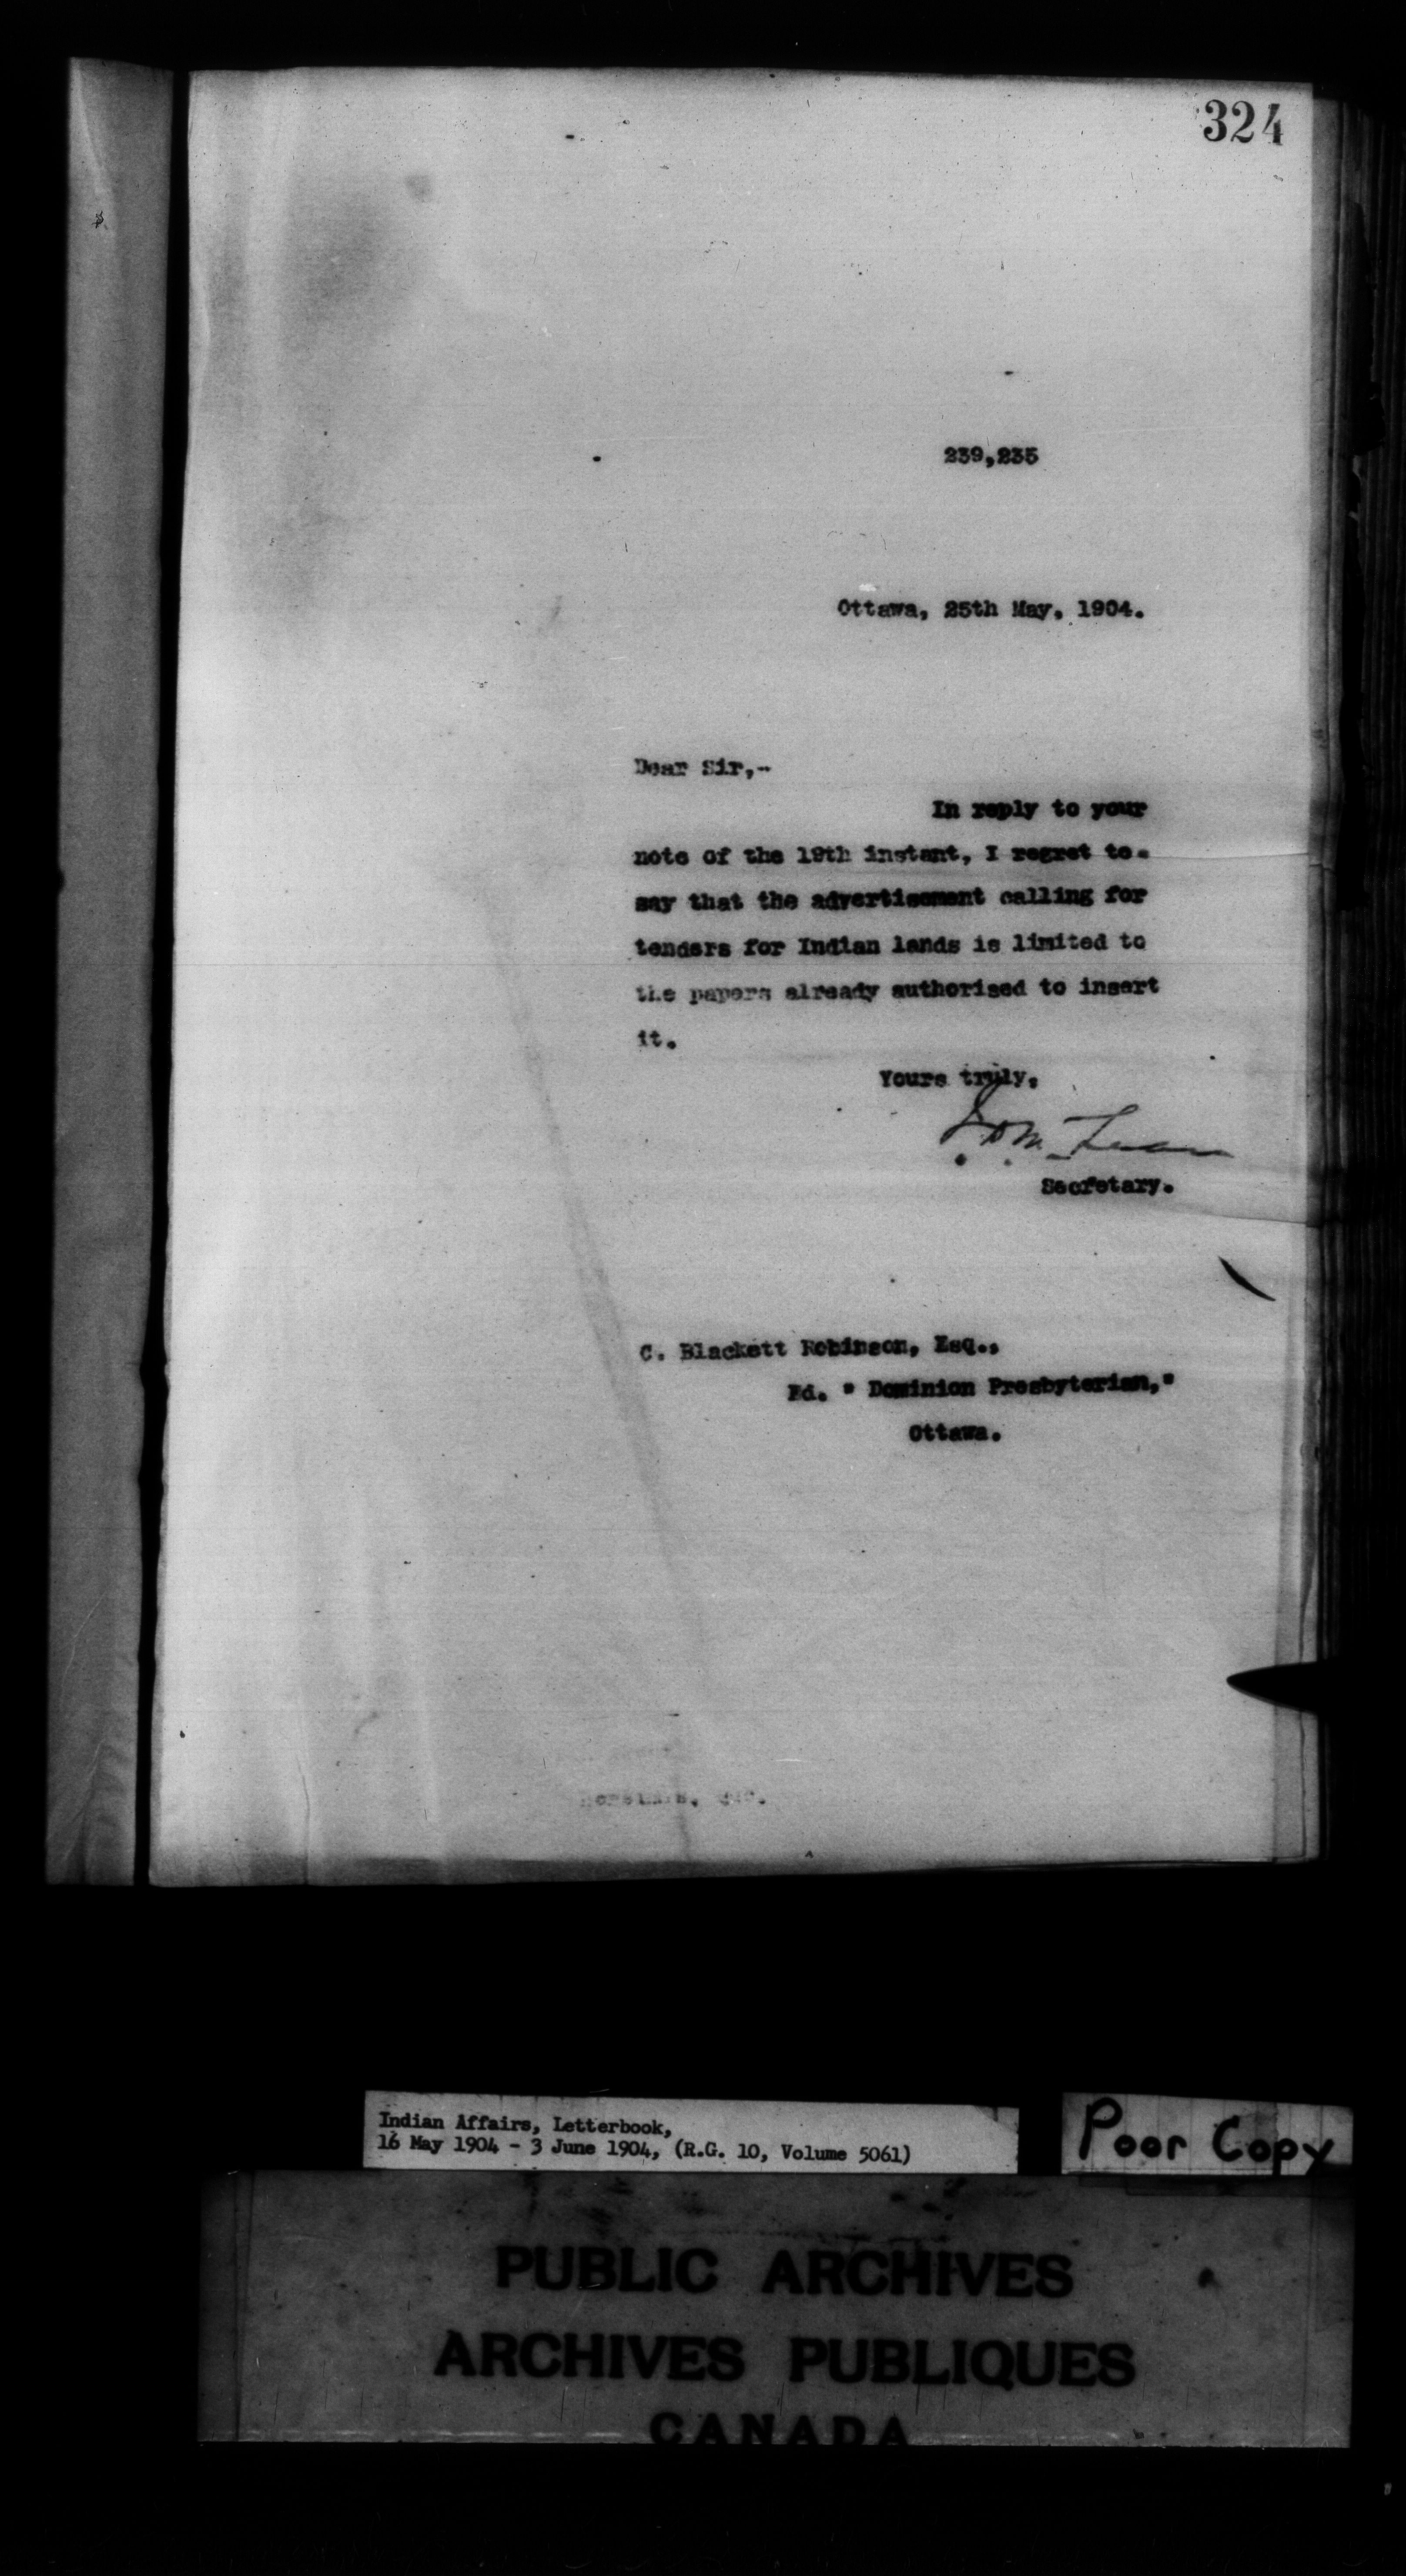 324
239,235
Ottawa, 25th May, 1904.
Dear Sir,-
In reply to your
note of the 19th instant, I regret to
say that the advertisement calling for
tenders for Indian lands is limited to
the papers already authorised to insert
it.
Yours truly,
Secretary.
C. Blackett Robinson, Esq.,
Ed. " Dominion Presbyterian,"
Ottawa.
Indian Affairs, Letterbook,
16 May 1904 - 3 June 1904, (R.G. 10, Volume 5061)
Poor Copy
PUBLIC ARCHIVES
ARCHIVES PUBLIQUES
CANADA